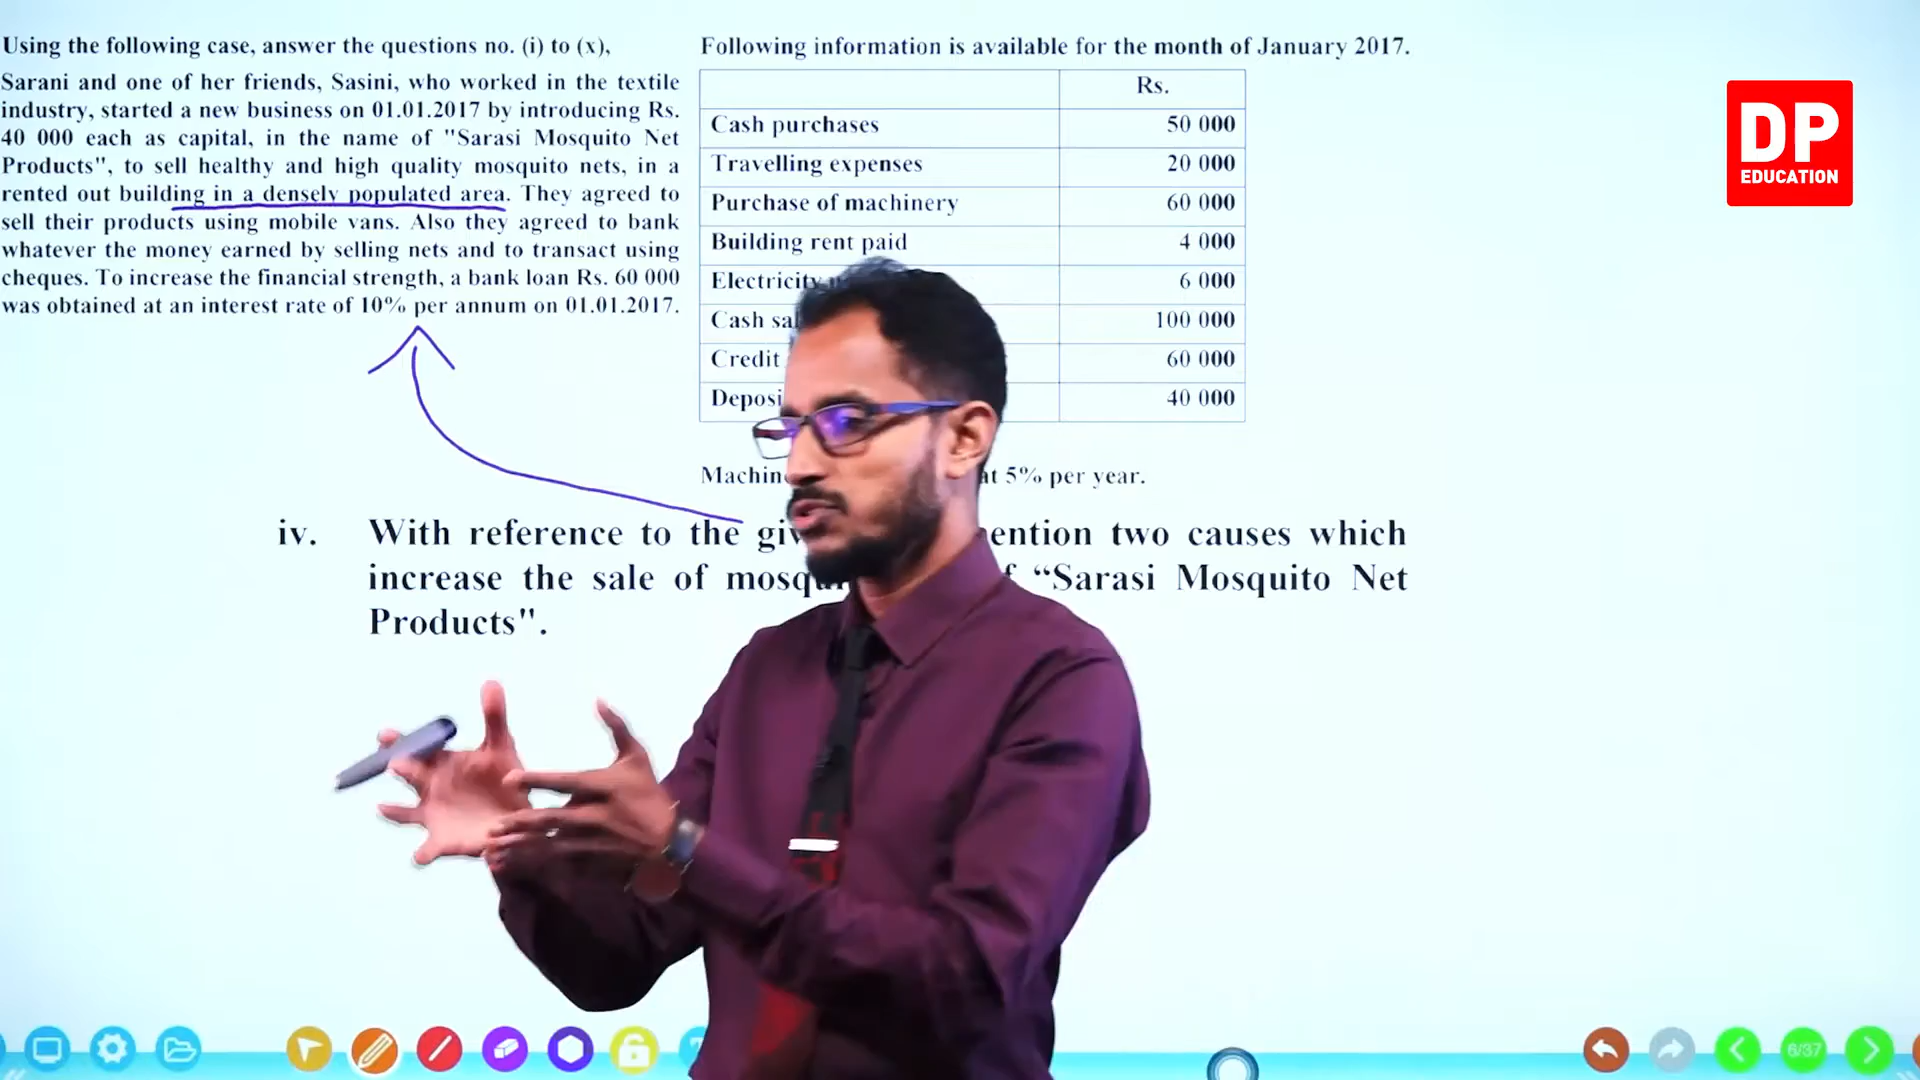 Using the following case, answer the questions no. (i) to (x),
Sarani and one of her friends, Sasini, who worked in the textile
industry, started a new business on 01.01.2017 by introducing Rs.
40 000 each as capital, in the name of "Sarasi Mosquito Net
Products", to sell healthy and high quality mosquito nets, in a
rented out building in a densely populated area. They agreed to
sell their products using mobile vans. Also they agreed to bank
whatever the money earned by selling nets and to transact using
cheques. To increase the financial strength, a bank loan Rs. 60 000
was obtained at an interest rate of 10% per annum on 01.01.2017.
Following information is available for the month of January 2017.
Rs.
Cash purchases 50 000
Travelling expenses 20 000
Purchase of machinery 60 000
Building rent paid 4 000
Electricity 6 000
Cash 100 000
Credit 60 000
40 000
at 5% per year.
iv. With reference to the two causes which
increase the sale of “Sarasi Mosquito Net
Products".
DP
EDUCATION
6/37